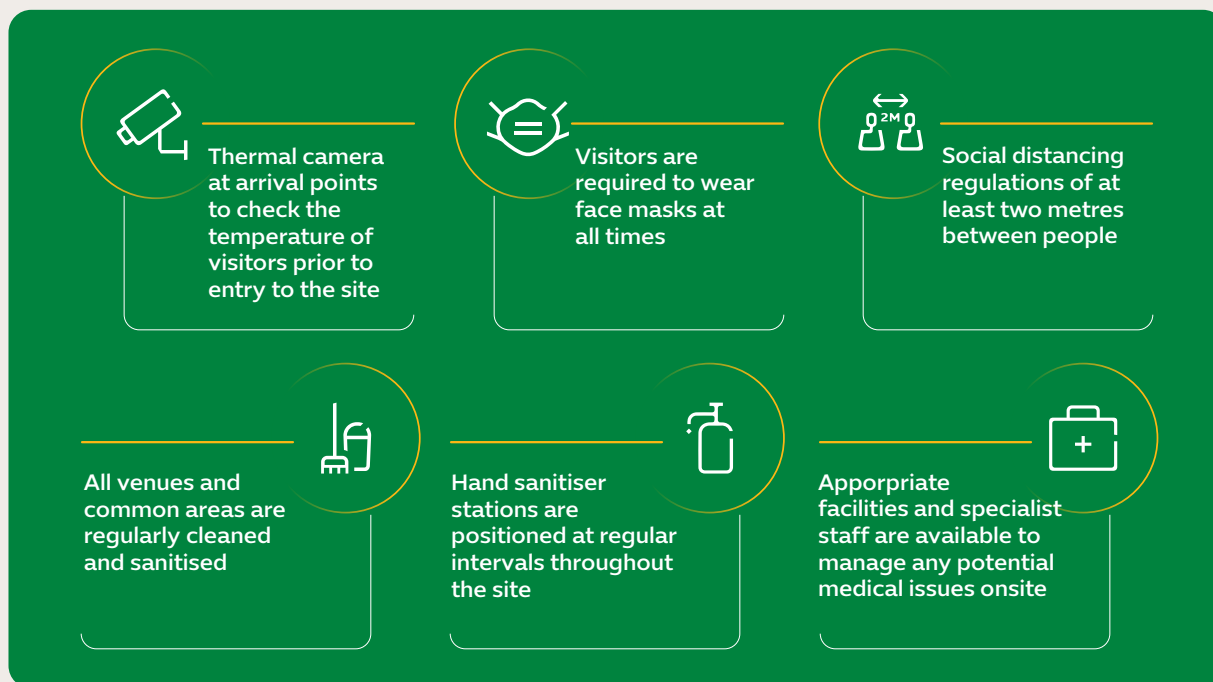 Thermal camera
at arrival points
to check the
temperature of
visitors prior to
entry to the site
Visitors are
required to wear
face masks at
all times
2M
Social distancing
regulations of at
least two metres
between people
All venues and
common areas are
regularly cleaned
and sanitised
Hand sanitiser
stations are
positioned at regular
intervals throughout
the site
Apporpriate
facilities and specialist
staff are available to
manage any potential
medical issues onsite